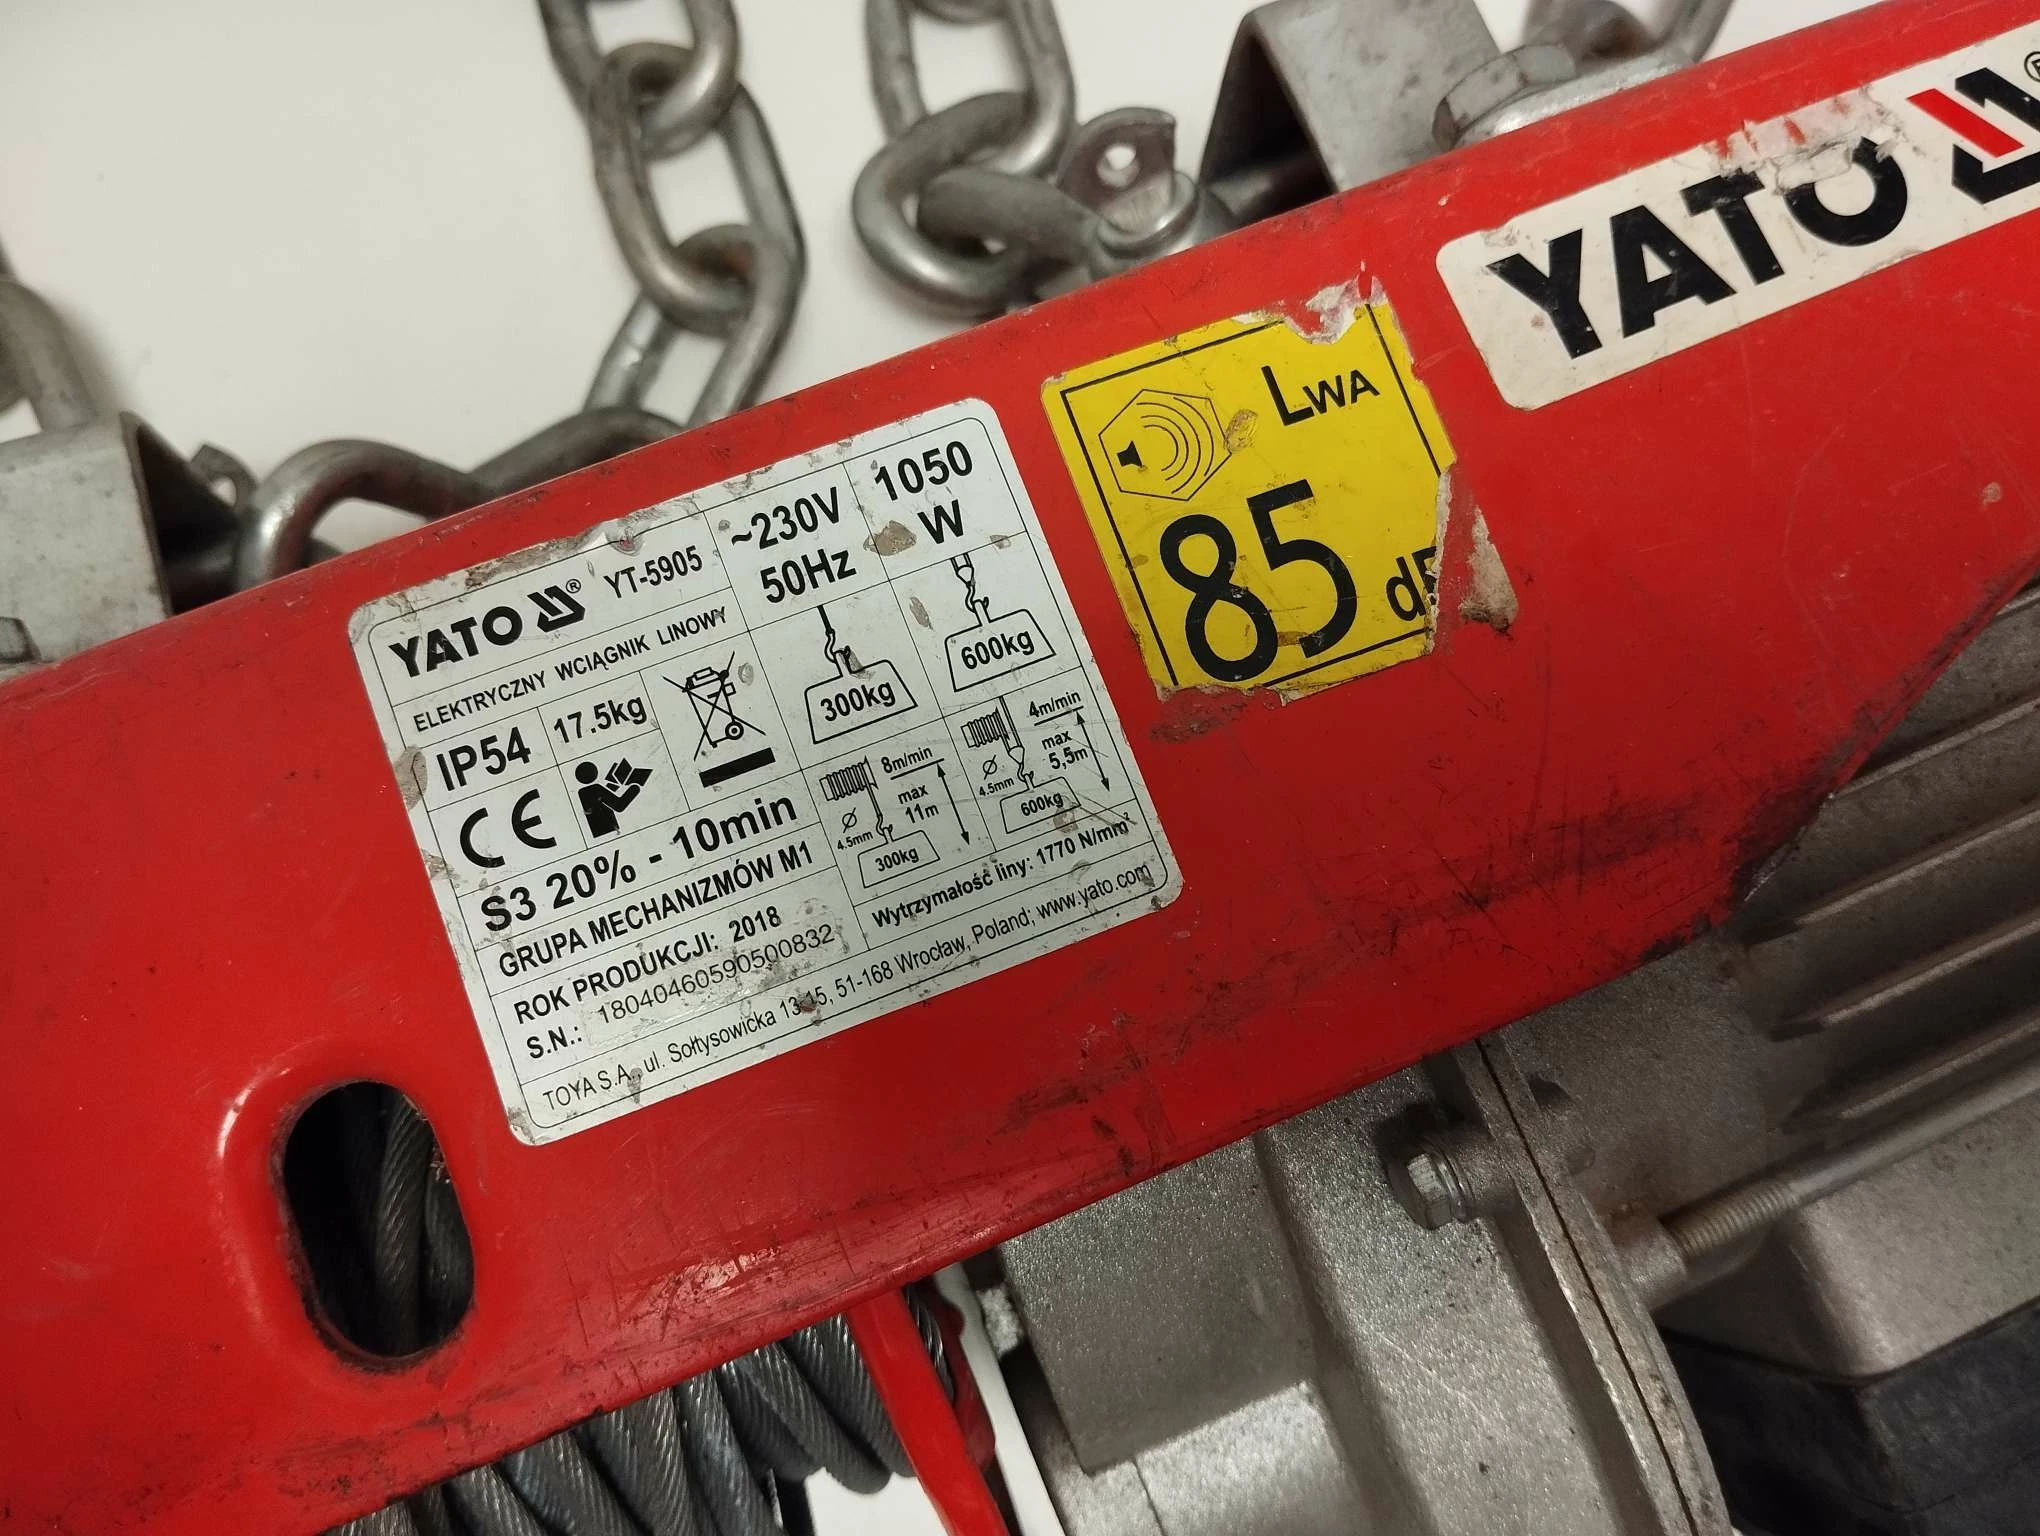 YATO ®
LWA
85
YATO ® YT-5905
~230V
50Hz
1050
W
ELEKTRYCZNY WCIĄGNIK LINOWY
IP54
17.5kg
300kg
600kg
CE
S3 20% - 10min
8m/min
max
11m
ø
4.5mm
300kg
4m/min
max
5,5m
ø
4.5mm
600kg
GRUPA MECHANIZMÓW M1
Wytrzymałość liny: 1770 N/mm²
ROK PRODUKCJI: 2018
S.N.: 1804046059050083​2
TOYA S.A., ul. Sołtysowicka 13-15, 51-168 Wrocław, Poland; www.yato.com